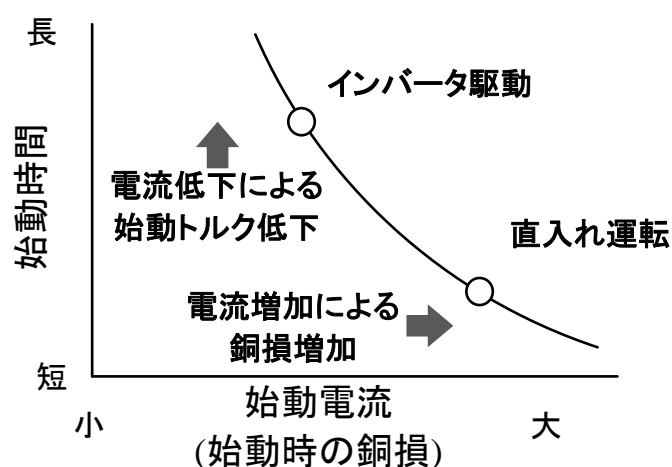 長
インバータ駆動
始動時間
電流低下による
始動トルク低下
直入れ運転
電流増加による
銅損増加
短
小
始動電流
大
(始動時の銅損)